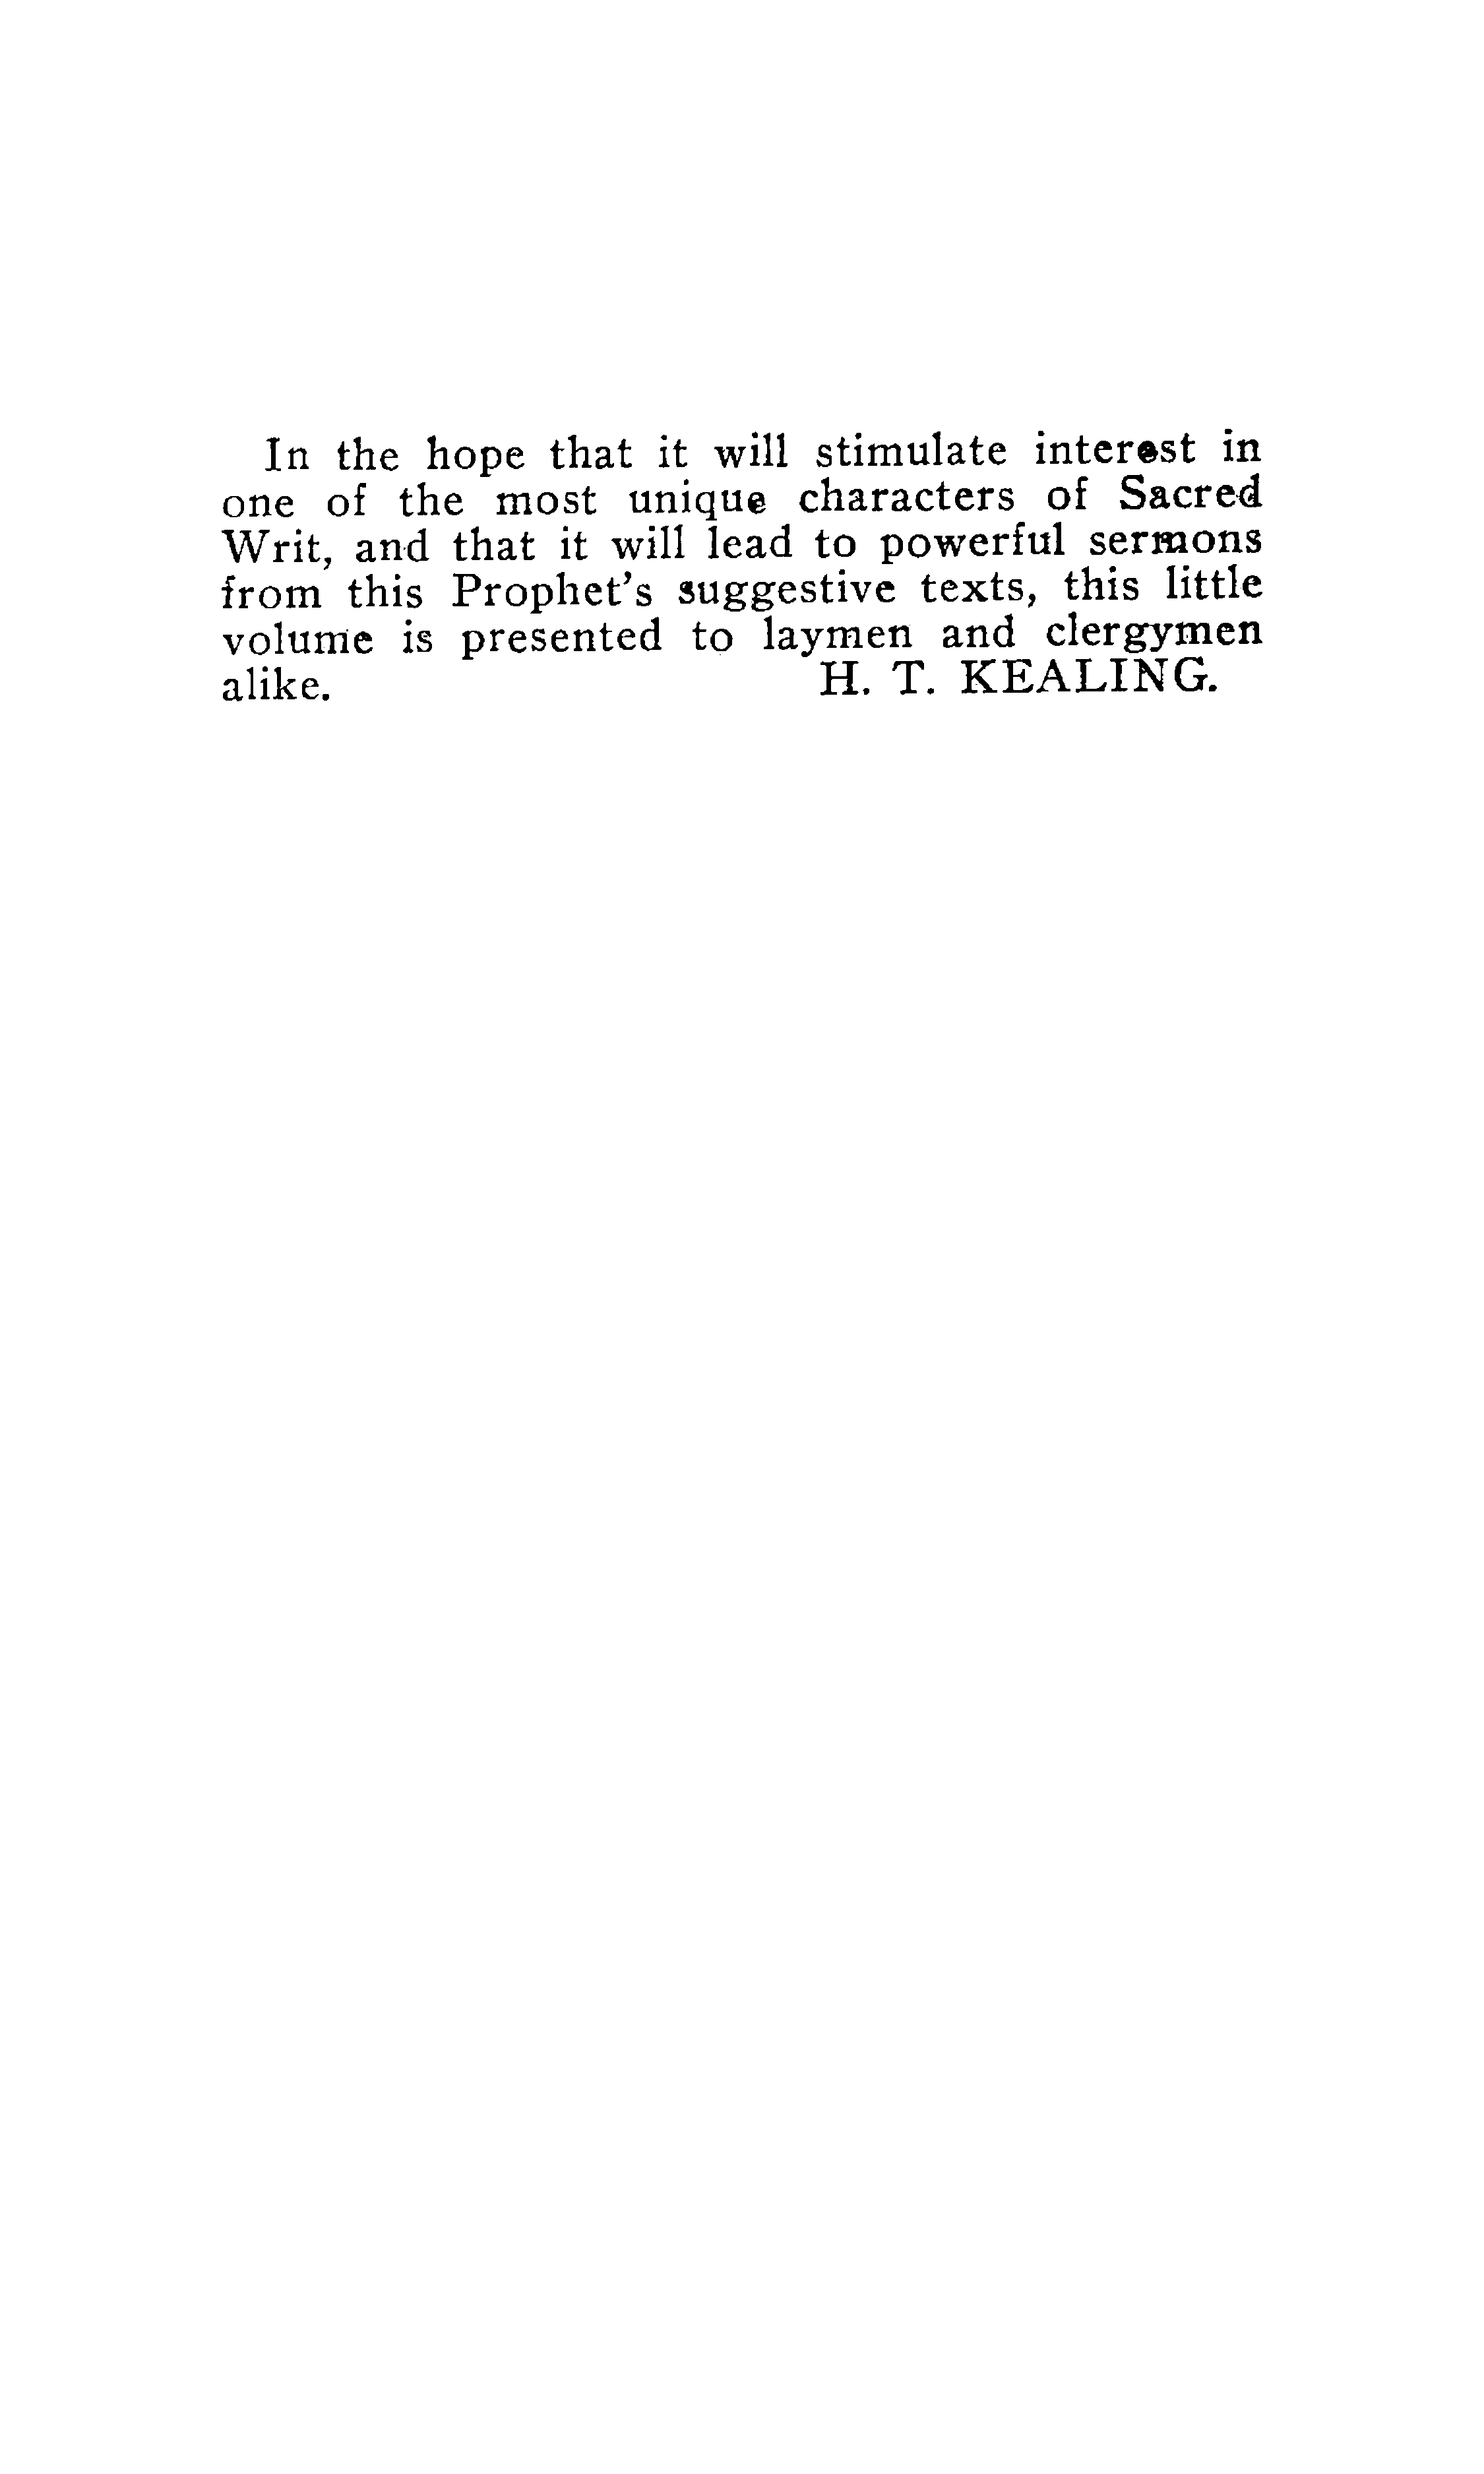 In the hope that it will stimulate interest in
one of the most unique characters of Sacred
Writ, and that it will lead to powerful sermons
from this Prophet's suggestive texts, this little
volume is presented to laymen and clergymen
alike. H. T. KEALING.